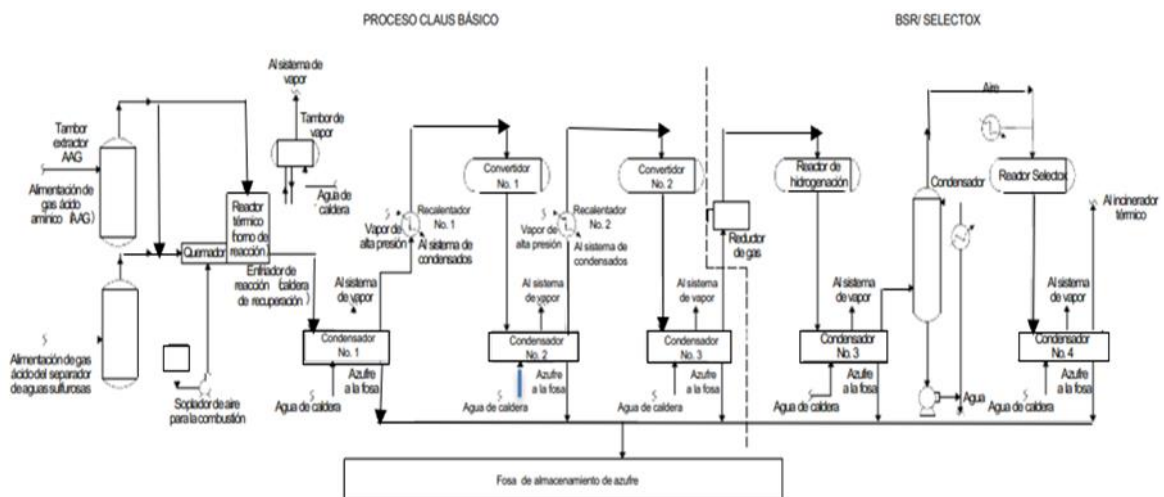 PROCESO CLAUS BÁSICO
BSR/ SELECTOX
Al sistema de
vapor
Tambor de
vapor
Tambor
extractor
AAG
Alimentación de
gas ácido
amínico (AAG)
Agua de
caldera
Reactor
térmico
(horno de
reacción)
Quemador
Enfriador de
reacción (caldera
de recuperación)
Alimentación de gas
ácido del separador
de aguas sulfurosas
Soplador de aire
para la combustión
Convertidor
No. 1
Recalentador
No. 1
Vapor de
alta presión
Al sistema de
condensados
Al sistema
de vapor
Condensador
No. 1
Agua de caldera
Azufre
a la fosa
Convertidor
No. 2
Recalentador
No. 2
Vapor de
alta presión
Al sistema de
condensados
Al sistema
de vapor
Condensador
No. 2
Azufre
a la fosa
Agua de caldera
Al sistema
de vapor
Condensador
No. 3
Azufre
a la fosa
Agua de caldera
Reductor
de gas
Reactor de
hidrogenación
Al sistema
de vapor
Condensador
No. 3
Azufre
a la fosa
Agua de caldera
Aire
Condensador
Agua
Reactor Selectox
Al incinerador
térmico
Al sistema
de vapor
Condensador
No. 4
Azufre
a la fosa
Agua de caldera
Fosa de almacenamiento de azufre